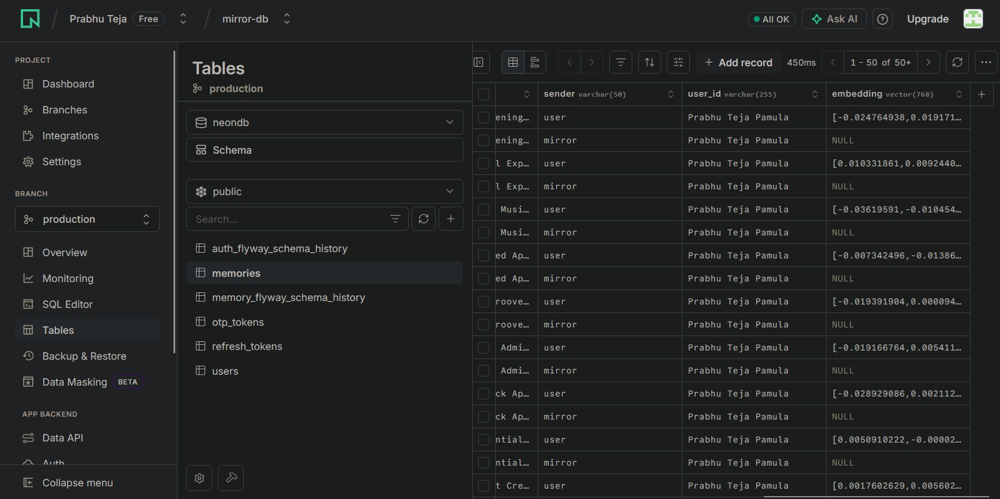 Prabhu Teja Free mirror-db All OK Ask AI Upgrade
PROJECT
Dashboard
Branches
Integrations
Settings
BRANCH
production
Overview
Monitoring
SQL Editor
Tables
Backup & Restore
Data Masking BETA
APP BACKEND
Data API
Auth
Collapse menu
Tables
production
neondb
Schema
public
Search...
auth_flyway_schema_history
memories
memory_flyway_schema_history
otp_tokens
refresh_tokens
users
Add record 450ms 1 - 50 of 50+
sender varchar(50) user_id varchar(255) embedding vector(768)
ening… user Prabhu Teja Pamula [-0.024764938,0.019171…
ening… mirror Prabhu Teja Pamula NULL
l Exp… user Prabhu Teja Pamula [0.010331861,0.0092440…
l Exp… mirror Prabhu Teja Pamula NULL
Musi… user Prabhu Teja Pamula [-0.03619591,-0.010454…
Musi… mirror Prabhu Teja Pamula NULL
ed Ap… user Prabhu Teja Pamula [-0.007342496,-0.01386…
ed Ap… mirror Prabhu Teja Pamula NULL
roove… user Prabhu Teja Pamula [-0.019391904,0.000094…
roove… mirror Prabhu Teja Pamula NULL
Admi… user Prabhu Teja Pamula [-0.019166764,0.005411…
Admi… mirror Prabhu Teja Pamula NULL
ck Ap… user Prabhu Teja Pamula [-0.028929086,0.002112…
ck Ap… mirror Prabhu Teja Pamula NULL
ntial… user Prabhu Teja Pamula [0.0050910222,-0.00002…
ntial… mirror Prabhu Teja Pamula NULL
t Cre… user Prabhu Teja Pamula [0.0017602629,0.005602…